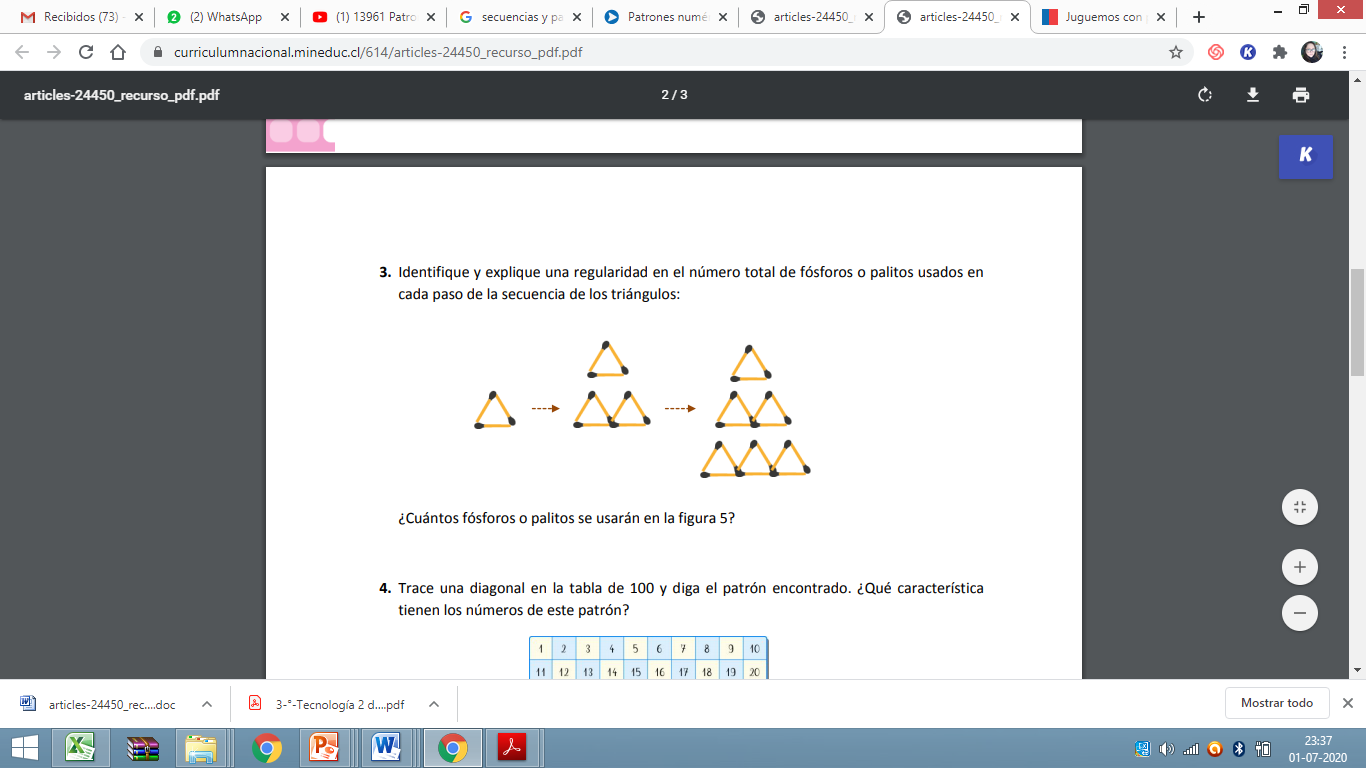 Recibidos (73) -
(2) WhatsApp
(1) 13961 Patro
secuencias y pa
Patrones numé
articles-24450_
articles-24450_
Juguemos con
curriculumnacional.mineduc.cl/614/articles-24450_recurso_pdf.pdf
articles-24450_recurso_pdf.pdf
2 / 3
K
3. Identifique y explique una regularidad en el número total de fósforos o palitos usados en
cada paso de la secuencia de los triángulos:
¿Cuántos fósforos o palitos se usarán en la figura 5?
4. Trace una diagonal en la tabla de 100 y diga el patrón encontrado. ¿Qué característica
tienen los números de este patrón?
1 2 3 4 5 6 7 8 9 10
11 12 13 14 15 16 17 18 19 20
articles-24450_rec....doc
3-°-Tecnología 2 d....pdf
Mostrar todo
23:37
01-07-2020